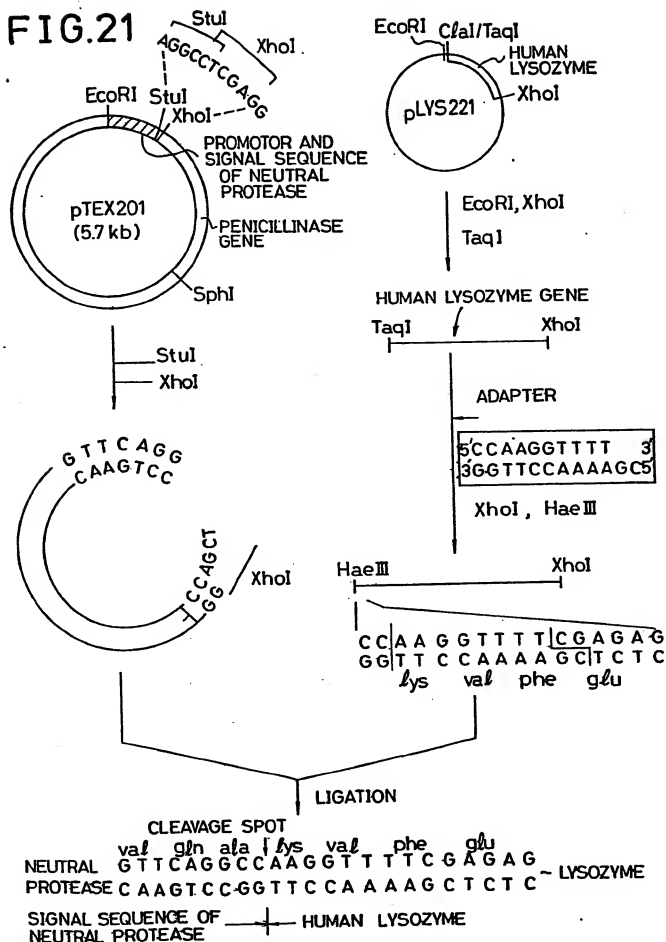 FIG.21
StuI
XhoI
AGGCCTCGAGG
EcoRI
StuI
XhoI
PROMOTOR AND
SIGNAL SEQUENCE
OF NEUTRAL
PROTEASE
pTEX201
(5.7 kb)
PENICILLINASE
GENE
SphI
StuI
XhoI
GTTCAGG
CAAGTCC
CCAGCT
GG
XhoI
EcoRI
ClaI/TaqI
HUMAN
LYSOZYME
XhoI
pLYS221
EcoRI, XhoI
TaqI
HUMAN LYSOZYME GENE
TaqI XhoI
ADAPTER
5'CCAAGGTTTT 3'
3'GGTTCCAAAAGC5'
XhoI, HaeIII
HaeIII XhoI
CCAAGGTTTTCGAGAG
GGTTCCAAAAGCTCTC
lys val phe glu
LIGATION
CLEAVAGE SPOT
val gln ala lys val phe glu
NEUTRAL GTTCAGGCCAAGGTTTTCGAGAG
PROTEASE CAAGTCC-GGTTCCAAAAGCTCTC
~ LYSOZYME
SIGNAL SEQUENCE OF
NEUTRAL PROTEASE
HUMAN LYSOZYME